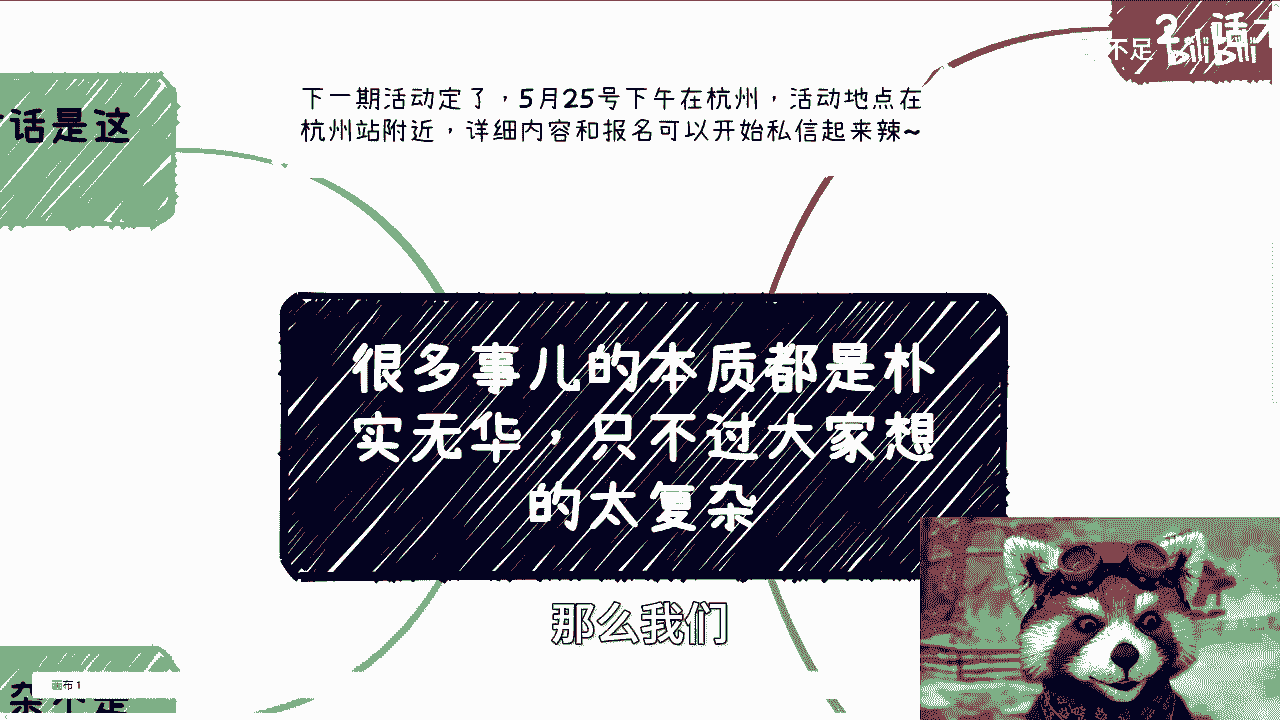 2、话术
不足 bilibili
下一期活动定了，5月25号下午在杭州，活动地点在
杭州站附近，详细内容和报名可以开始私信起来辣~
话是这
很多事儿的本质都是朴
实无华，只不过大家想
的太复杂
那么我们
画布 1